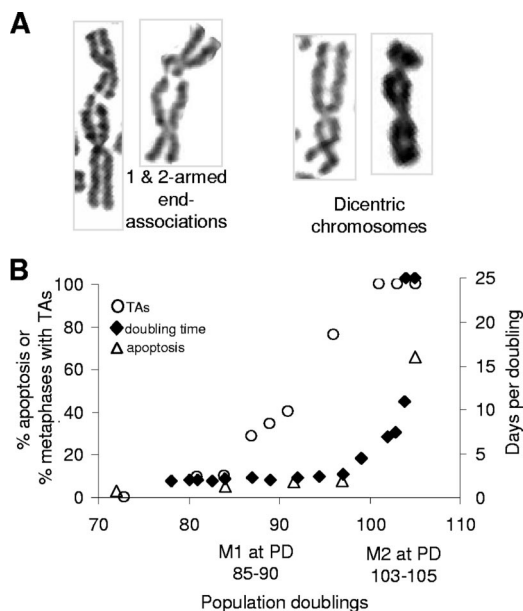 A
1 & 2-armed
end-
associations
Dicentric
chromosomes
B
% apoptosis or
% metaphases with TAs
100
80
60
40
20
0
TAs
doubling time
apoptosis
25
20
15
10
5
0
Days per doubling
70
80
90
100
110
M1 at PD
85-90
M2 at PD
103-105
Population doublings